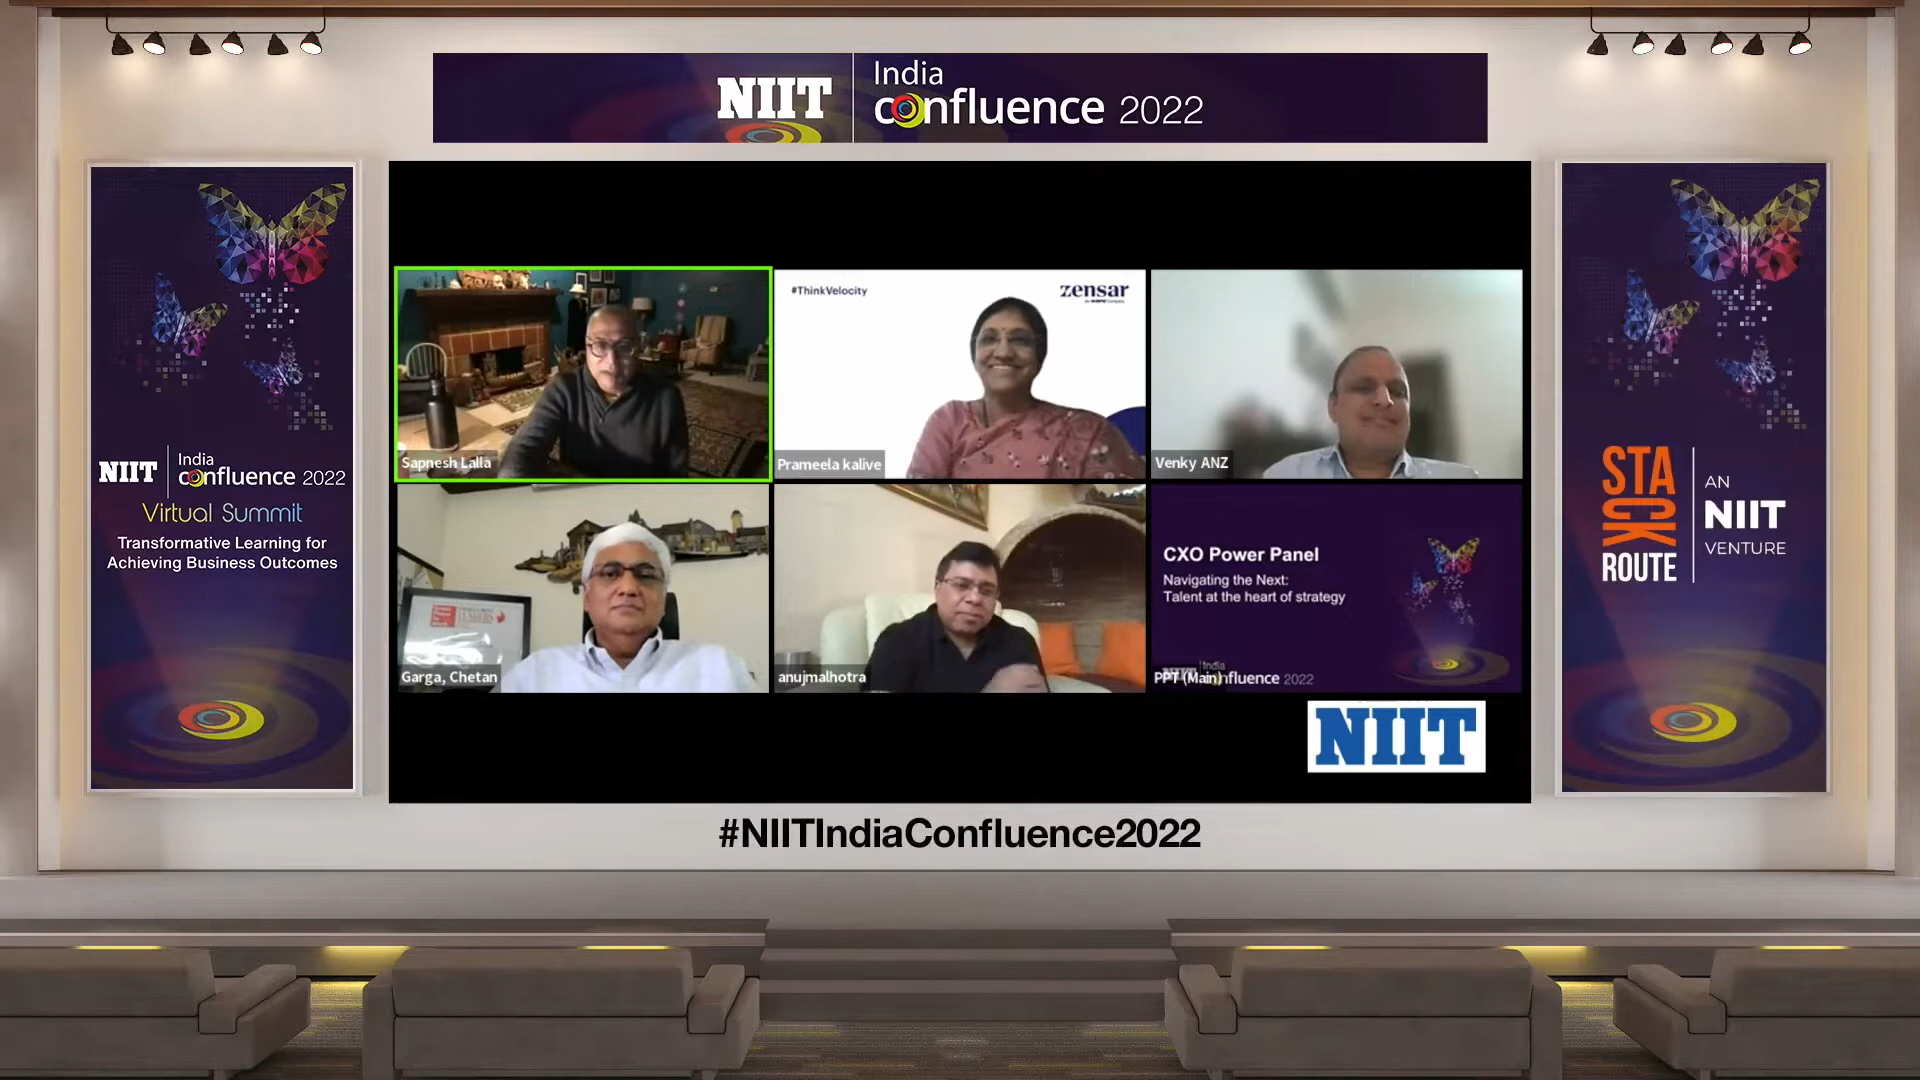 NIIT
India
confluence 2022
NIIT
India
confluence 2022
Virtual Summit
Transformative Learning for
Achieving Business Outcomes
#ThinkVelocity
zensar
Sapnesh Lalla
Prameela kalive
Venky ANZ
Garga, Chetan
anujmalhotra
CXO Power Panel
Navigating the Next:
Talent at the heart of strategy
India
PPT (Main)nfluence 2022
NIIT
STACK
ROUTE
AN
NIIT
VENTURE
#NIITIndiaConfluence2022